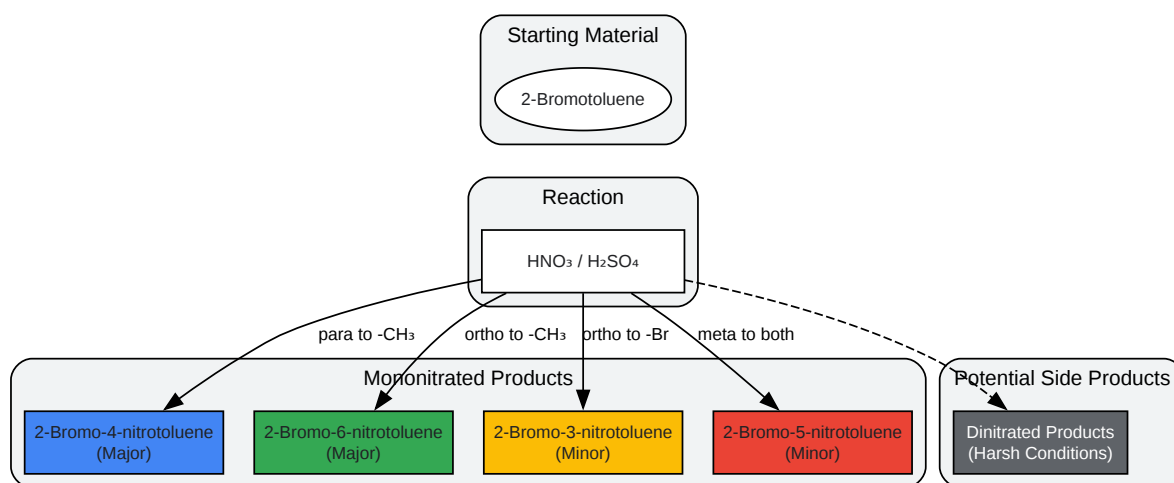 Starting Material
2-Bromotoluene
Reaction
HNO₃ / H₂SO₄
para to -CH₃
ortho to -CH₃
ortho to -Br
meta to both
Mononitrated Products
Potential Side Products
2-Bromo-4-nitrotoluene
(Major)
2-Bromo-6-nitrotoluene
(Major)
2-Bromo-3-nitrotoluene
(Minor)
2-Bromo-5-nitrotoluene
(Minor)
Dinitrated Products
(Harsh Conditions)